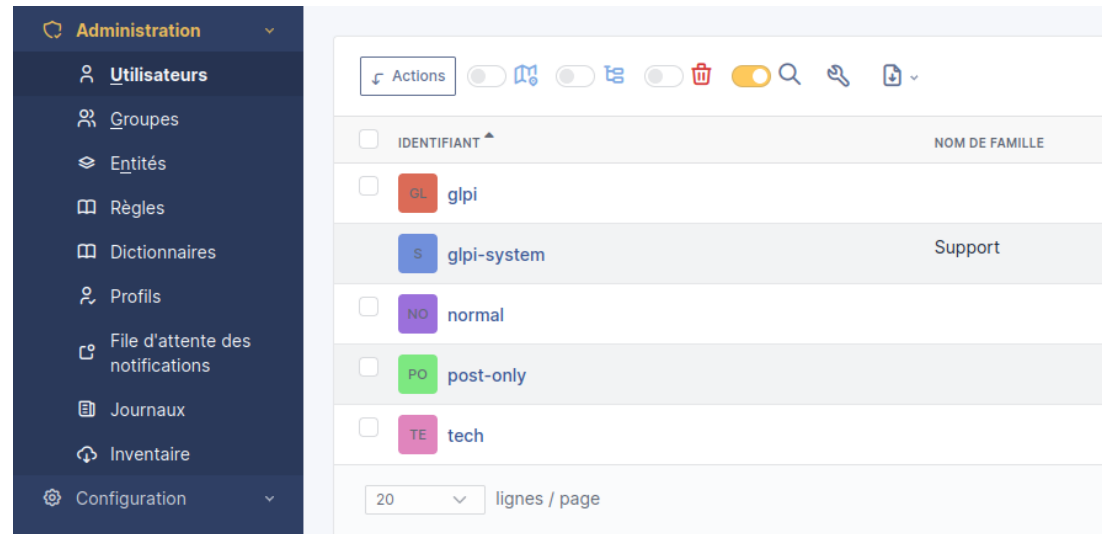 Administration
Utilisateurs
Groupes
Entités
Règles
Dictionnaires
Profils
File d'attente des
notifications
Journaux
Inventaire
Configuration
Actions
IDENTIFIANT NOM DE FAMILLE
GL glpi
S glpi-system Support
NO normal
PO post-only
TE tech
20 lignes / page